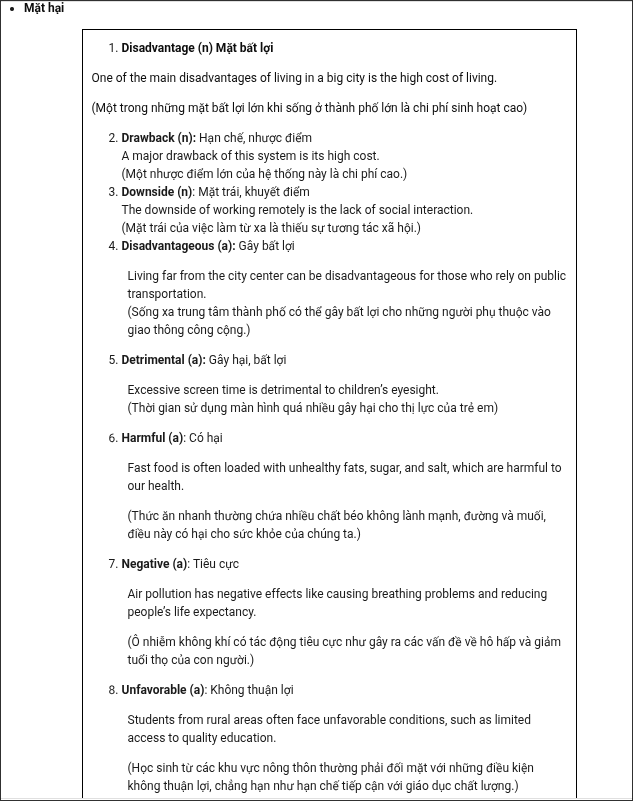 • Mặt hại
1. Disadvantage (n) Mặt bất lợi
One of the main disadvantages of living in a big city is the high cost of living.
(Một trong những mặt bất lợi lớn khi sống ở thành phố lớn là chi phí sinh hoạt cao)
2. Drawback (n): Hạn chế, nhược điểm
A major drawback of this system is its high cost.
(Một nhược điểm lớn của hệ thống này là chi phí cao.)
3. Downside (n): Mặt trái, khuyết điểm
The downside of working remotely is the lack of social interaction.
(Mặt trái của việc làm từ xa là thiếu sự tương tác xã hội.)
4. Disadvantageous (a): Gây bất lợi
Living far from the city center can be disadvantageous for those who rely on public
transportation.
(Sống xa trung tâm thành phố có thể gây bất lợi cho những người phụ thuộc vào
giao thông công cộng.)
5. Detrimental (a): Gây hại, bất lợi
Excessive screen time is detrimental to children’s eyesight.
(Thời gian sử dụng màn hình quá nhiều gây hại cho thị lực của trẻ em)
6. Harmful (a): Có hại
Fast food is often loaded with unhealthy fats, sugar, and salt, which are harmful to
our health.
(Thức ăn nhanh thường chứa nhiều chất béo không lành mạnh, đường và muối,
điều này có hại cho sức khỏe của chúng ta.)
7. Negative (a): Tiêu cực
Air pollution has negative effects like causing breathing problems and reducing
people’s life expectancy.
(Ô nhiễm không khí có tác động tiêu cực như gây ra các vấn đề về hô hấp và giảm
tuổi thọ của con người.)
8. Unfavorable (a): Không thuận lợi
Students from rural areas often face unfavorable conditions, such as limited
access to quality education.
(Học sinh từ các khu vực nông thôn thường phải đối mặt với những điều kiện
không thuận lợi, chẳng hạn như hạn chế tiếp cận với giáo dục chất lượng.)